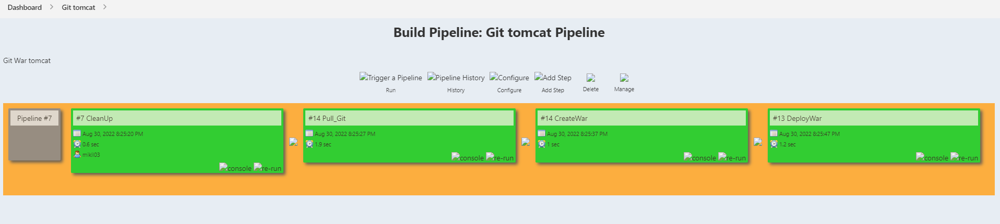 Dashboard > Git tomcat >
Build Pipeline: Git tomcat Pipeline
Git War tomcat
Trigger a Pipeline Pipeline History Configure Add Step
Run History Configure Add Step Delete Manage
Pipeline #7
#7 CleanUp
Aug 30, 2022 8:25:20 PM
0.6 sec
mikil03
console re-run
#14 Pull_Git
Aug 30, 2022 8:25:27 PM
1.9 sec
console re-run
#14 CreateWar
Aug 30, 2022 8:25:37 PM
1 sec
console re-run
#13 DeployWar
Aug 30, 2022 8:25:47 PM
1.2 sec
console re-run